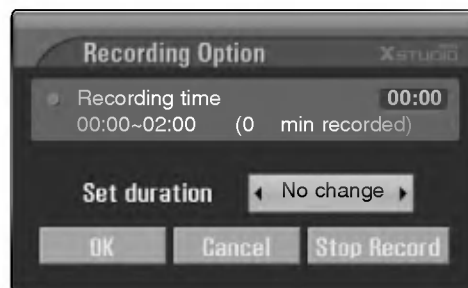 Recording Option XSTUDIO
Recording time 00:00
00:00~02:00 (0 min recorded)
Set duration No change
OK Cancel Stop Record